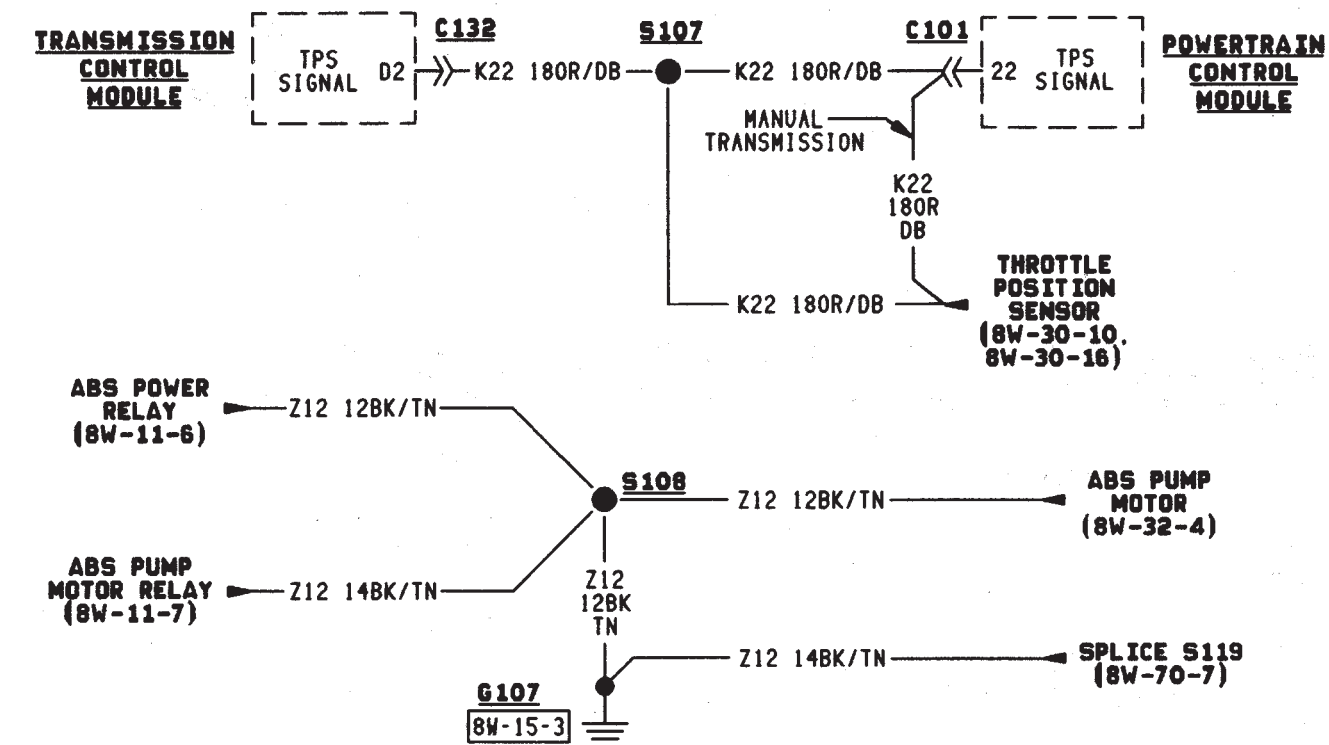 TRANSMISSION
CONTROL
MODULE
TPS
SIGNAL
D2
C132
K22 18OR/DB
S107
K22 18OR/DB
C101
22
TPS
SIGNAL
POWERTRAIN
CONTROL
MODULE
MANUAL
TRANSMISSION
K22
18OR
DB
K22 18OR/DB
THROTTLE
POSITION
SENSOR
(8W-30-10,
8W-30-16)
ABS POWER
RELAY
(8W-11-6)
Z12 12BK/TN
S108
Z12 12BK/TN
ABS PUMP
MOTOR
(8W-32-4)
ABS PUMP
MOTOR RELAY
(8W-11-7)
Z12 14BK/TN
Z12
12BK
TN
Z12 14BK/TN
SPLICE S119
(8W-70-7)
G107
8W-15-3